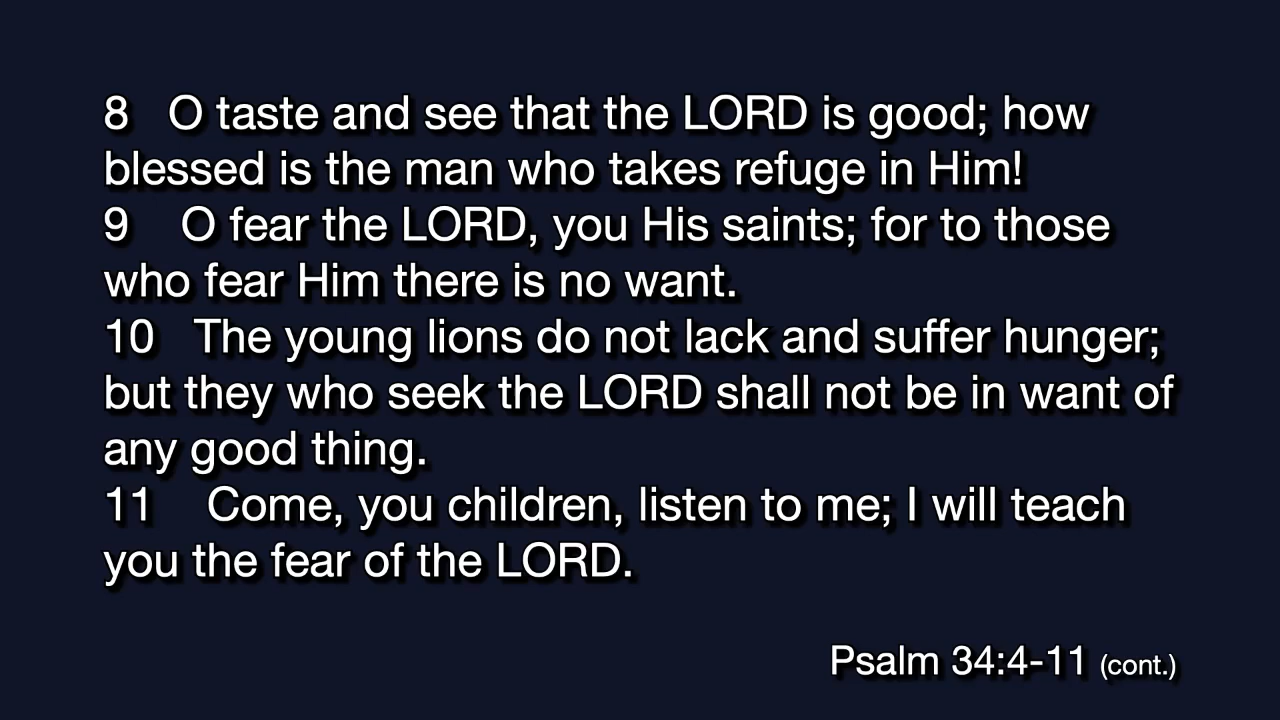 8 O taste and see that the LORD is good; how
blessed is the man who takes refuge in Him!
9 O fear the LORD, you His saints; for to those
who fear Him there is no want.
10 The young lions do not lack and suffer hunger;
but they who seek the LORD shall not be in want of
any good thing.
11 Come, you children, listen to me; I will teach
you the fear of the LORD.
Psalm 34:4-11 (cont.)